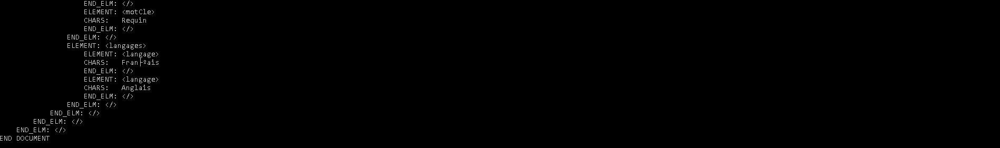 END_ELM: </>
ELEMENT: <motCle>
CHARS: Requin
END_ELM: </>
END_ELM: </>
ELEMENT: <langages>
ELEMENT: <langage>
CHARS: Fran├ºais
END_ELM: </>
ELEMENT: <langage>
CHARS: Anglais
END_ELM: </>
END_ELM: </>
END_ELM: </>
END_ELM: </>
END_ELM: </>
END DOCUMENT